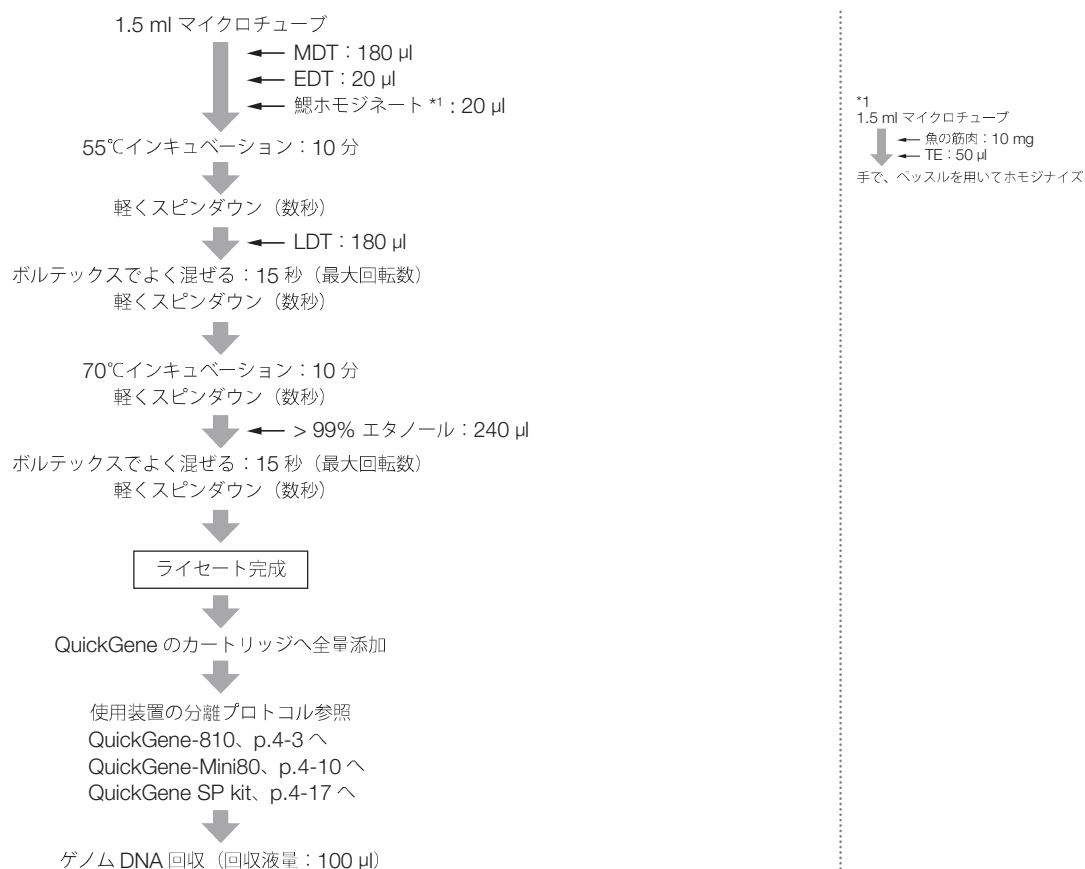 1.5 ml マイクロチューブ
MDT：180 µl
EDT：20 µl
鰓ホモジネート *1 : 20 µl
55℃インキュベーション：10 分
軽くスピンダウン（数秒）
LDT：180 µl
ボルテックスでよく混ぜる：15 秒（最大回転数）
軽くスピンダウン（数秒）
70℃インキュベーション：10 分
軽くスピンダウン（数秒）
> 99% エタノール：240 µl
ボルテックスでよく混ぜる：15 秒（最大回転数）
軽くスピンダウン（数秒）
ライセート完成
QuickGene のカートリッジへ全量添加
使用装置の分離プロトコル参照
QuickGene-810、p.4-3 へ
QuickGene-Mini80、p.4-10 へ
QuickGene SP kit、p.4-17 へ
ゲノム DNA 回収（回収液量：100 µl）
*1
1.5 ml マイクロチューブ
魚の筋肉：10 mg
TE：50 µl
手で、ペッスルを用いてホモジナイズ